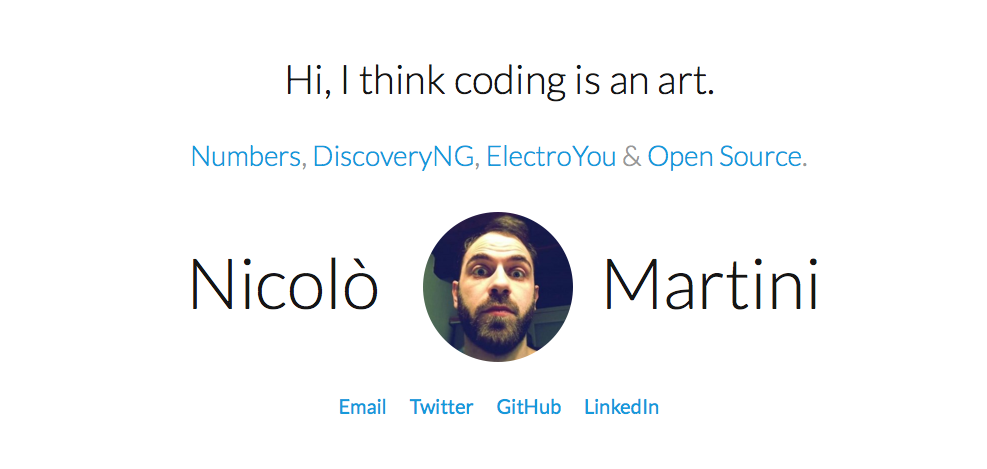 Hi, I think coding is an art.
Numbers, DiscoveryNG, ElectroYou & Open Source.
Nicolò Martini
Email Twitter GitHub LinkedIn